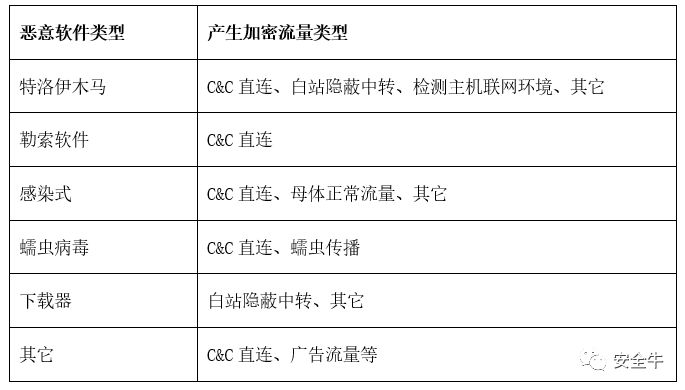 恶意软件类型 产生加密流量类型
特洛伊木马 C&C 直连、白站隐蔽中转、检测主机联网环境、其它
勒索软件 C&C 直连
感染式 C&C 直连、母体正常流量、其它
蠕虫病毒 C&C 直连、蠕虫传播
下载器 白站隐蔽中转、其它
其它 C&C 直连、广告流量等
安全牛